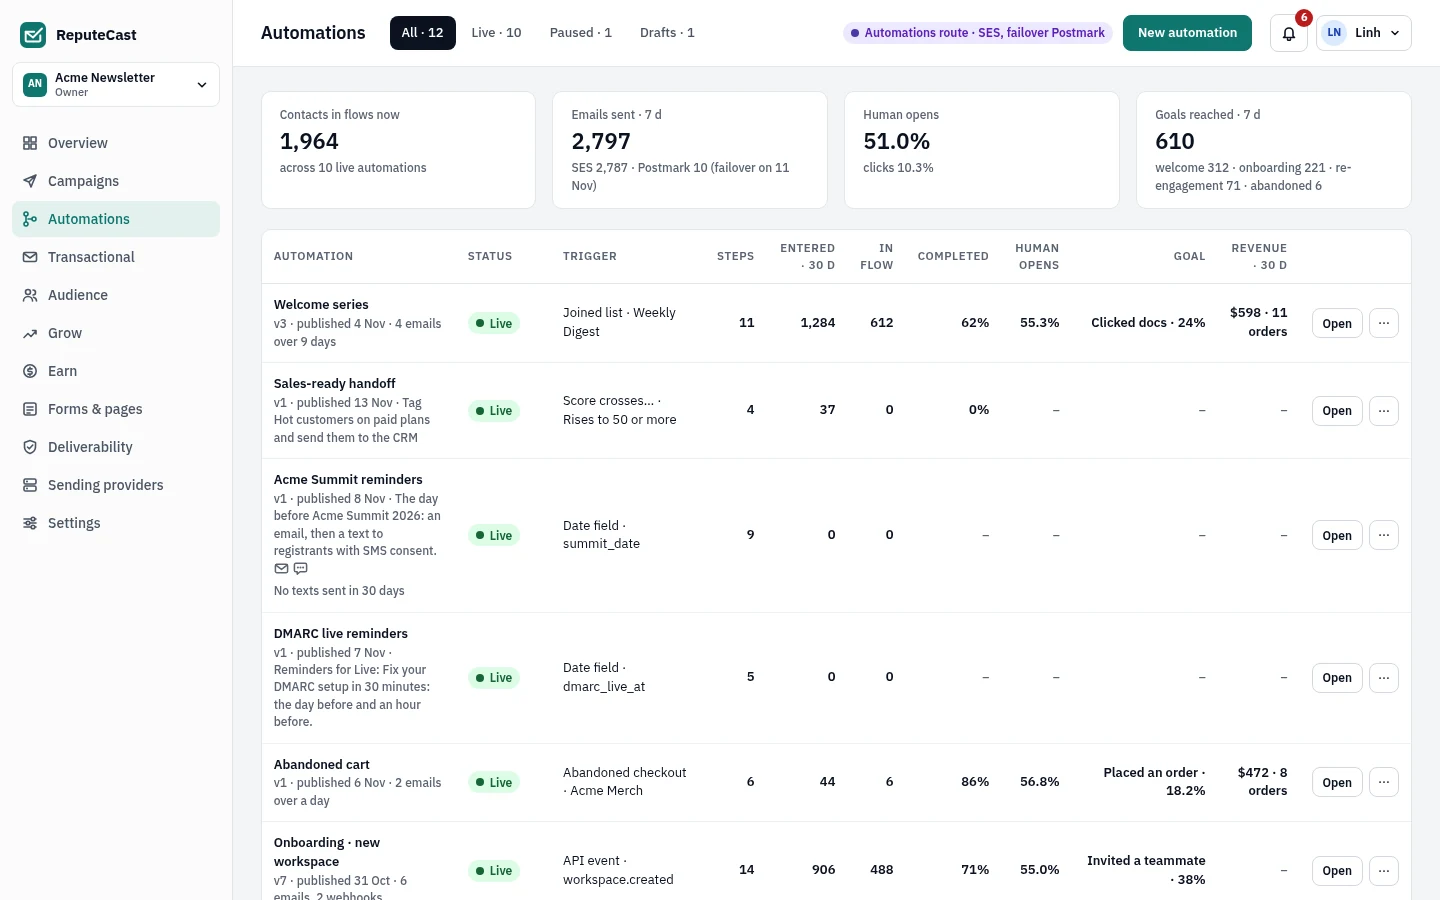 ReputeCast
AN
Acme Newsletter
Owner
Overview
Campaigns
Automations
Transactional
Audience
Grow
Earn
Forms & pages
Deliverability
Sending providers
Settings
Automations
All · 12
Live · 10
Paused · 1
Drafts · 1
Automations route · SES, failover Postmark
New automation
6
LN
Linh
Contacts in flows now
1,964
across 10 live automations
Emails sent · 7 d
2,797
SES 2,787 · Postmark 10 (failover on 11
Nov)
Human opens
51.0%
clicks 10.3%
Goals reached · 7 d
610
welcome 312 · onboarding 221 · re-
engagement 71 · abandoned 6
AUTOMATION
STATUS
TRIGGER
STEPS
ENTERED
· 30 D
IN
FLOW
COMPLETED
HUMAN
OPENS
GOAL
REVENUE
· 30 D
Welcome series
v3 · published 4 Nov · 4 emails
over 9 days
Live
Joined list · Weekly
Digest
11
1,284
612
62%
55.3%
Clicked docs · 24%
$598 · 11
orders
Open
···
Sales-ready handoff
v1 · published 13 Nov · Tag
Hot customers on paid plans
and send them to the CRM
Live
Score crosses… ·
Rises to 50 or more
4
37
0
0%
–
–
–
Open
···
Acme Summit reminders
v1 · published 8 Nov · The day
before Acme Summit 2026: an
email, then a text to
registrants with SMS consent.
No texts sent in 30 days
Live
Date field ·
summit_date
9
0
0
–
–
–
–
Open
···
DMARC live reminders
v1 · published 7 Nov ·
Reminders for Live: Fix your
DMARC setup in 30 minutes:
the day before and an hour
before.
Live
Date field ·
dmarc_live_at
5
0
0
–
–
–
–
Open
···
Abandoned cart
v1 · published 6 Nov · 2 emails
over a day
Live
Abandoned checkout
· Acme Merch
6
44
6
86%
56.8%
Placed an order ·
18.2%
$472 · 8
orders
Open
···
Onboarding · new
workspace
v7 · published 31 Oct · 6
emails, 2 webhooks
Live
API event ·
workspace.created
14
906
488
71%
55.0%
Invited a teammate
· 38%
–
Open
···